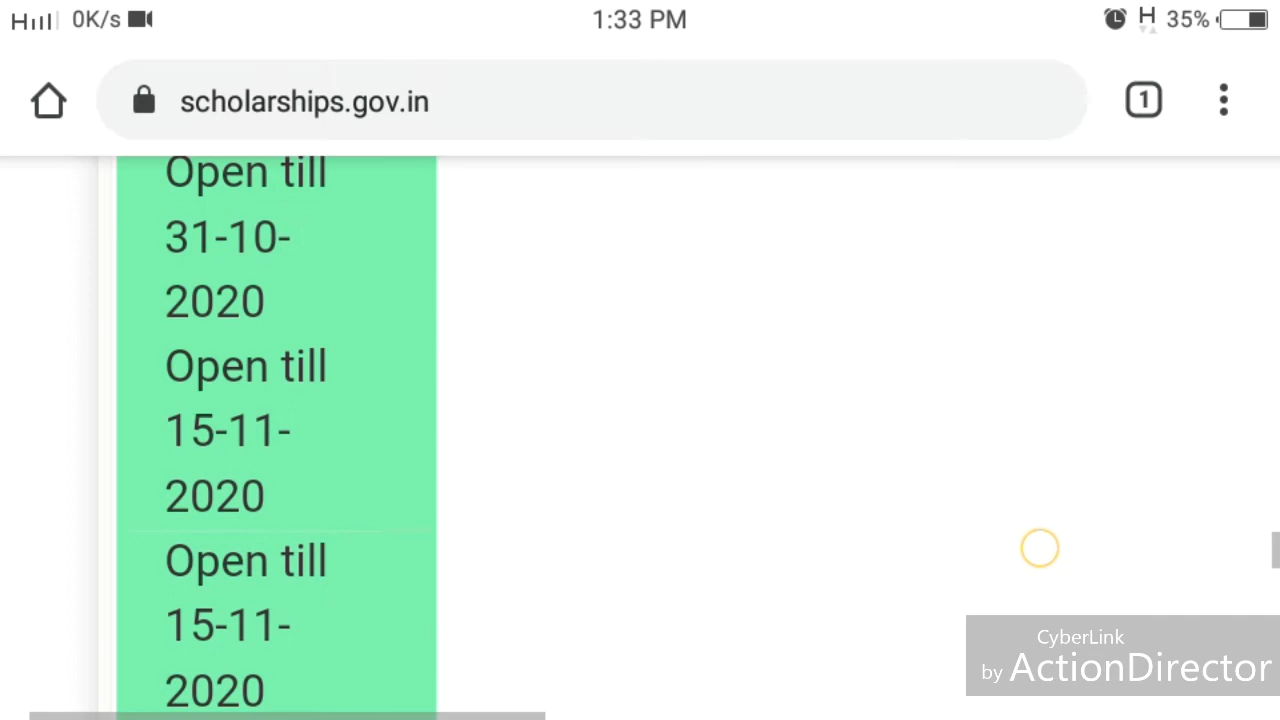 0K/s
1:33 PM
H
35%
scholarships.gov.in
1
Open till
31-10-
2020
Open till
15-11-
2020
Open till
15-11-
2020
CyberLink
by ActionDirector